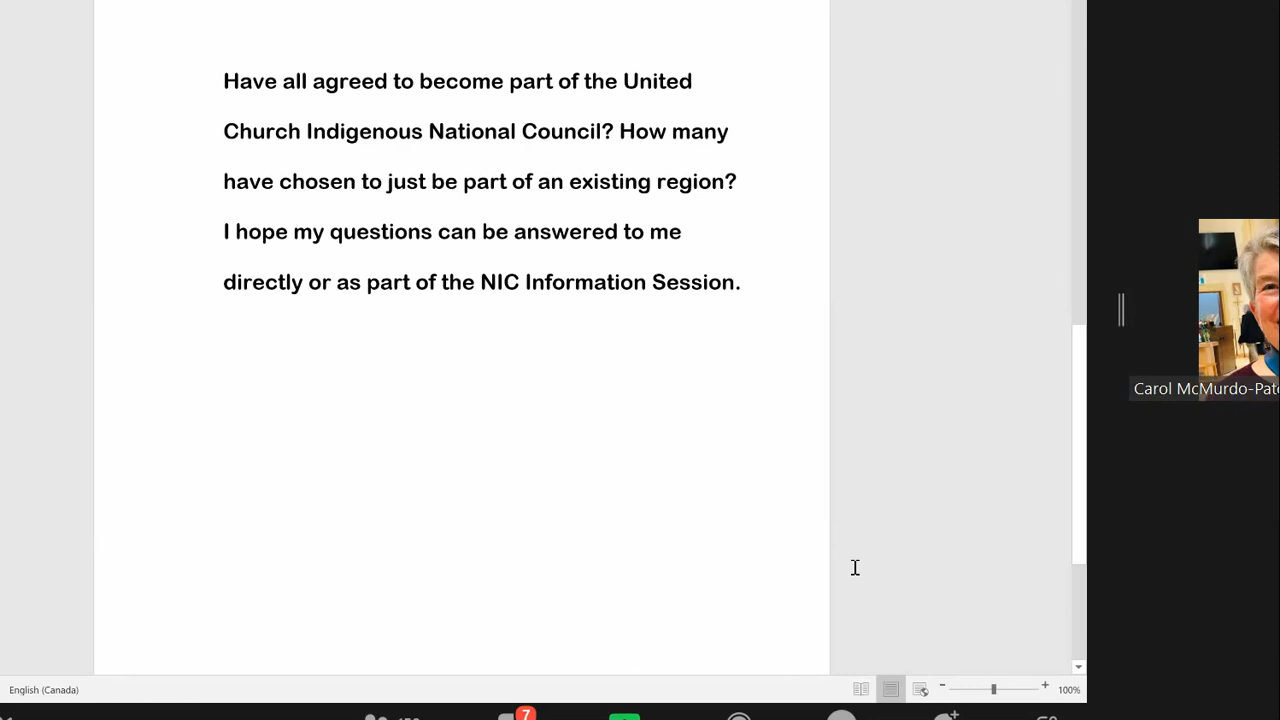 Have all agreed to become part of the United
Church Indigenous National Council? How many
have chosen to just be part of an existing region?
I hope my questions can be answered to me
directly or as part of the NIC Information Session.
Carol McMurdo-Pat
English (Canada)
100%
7